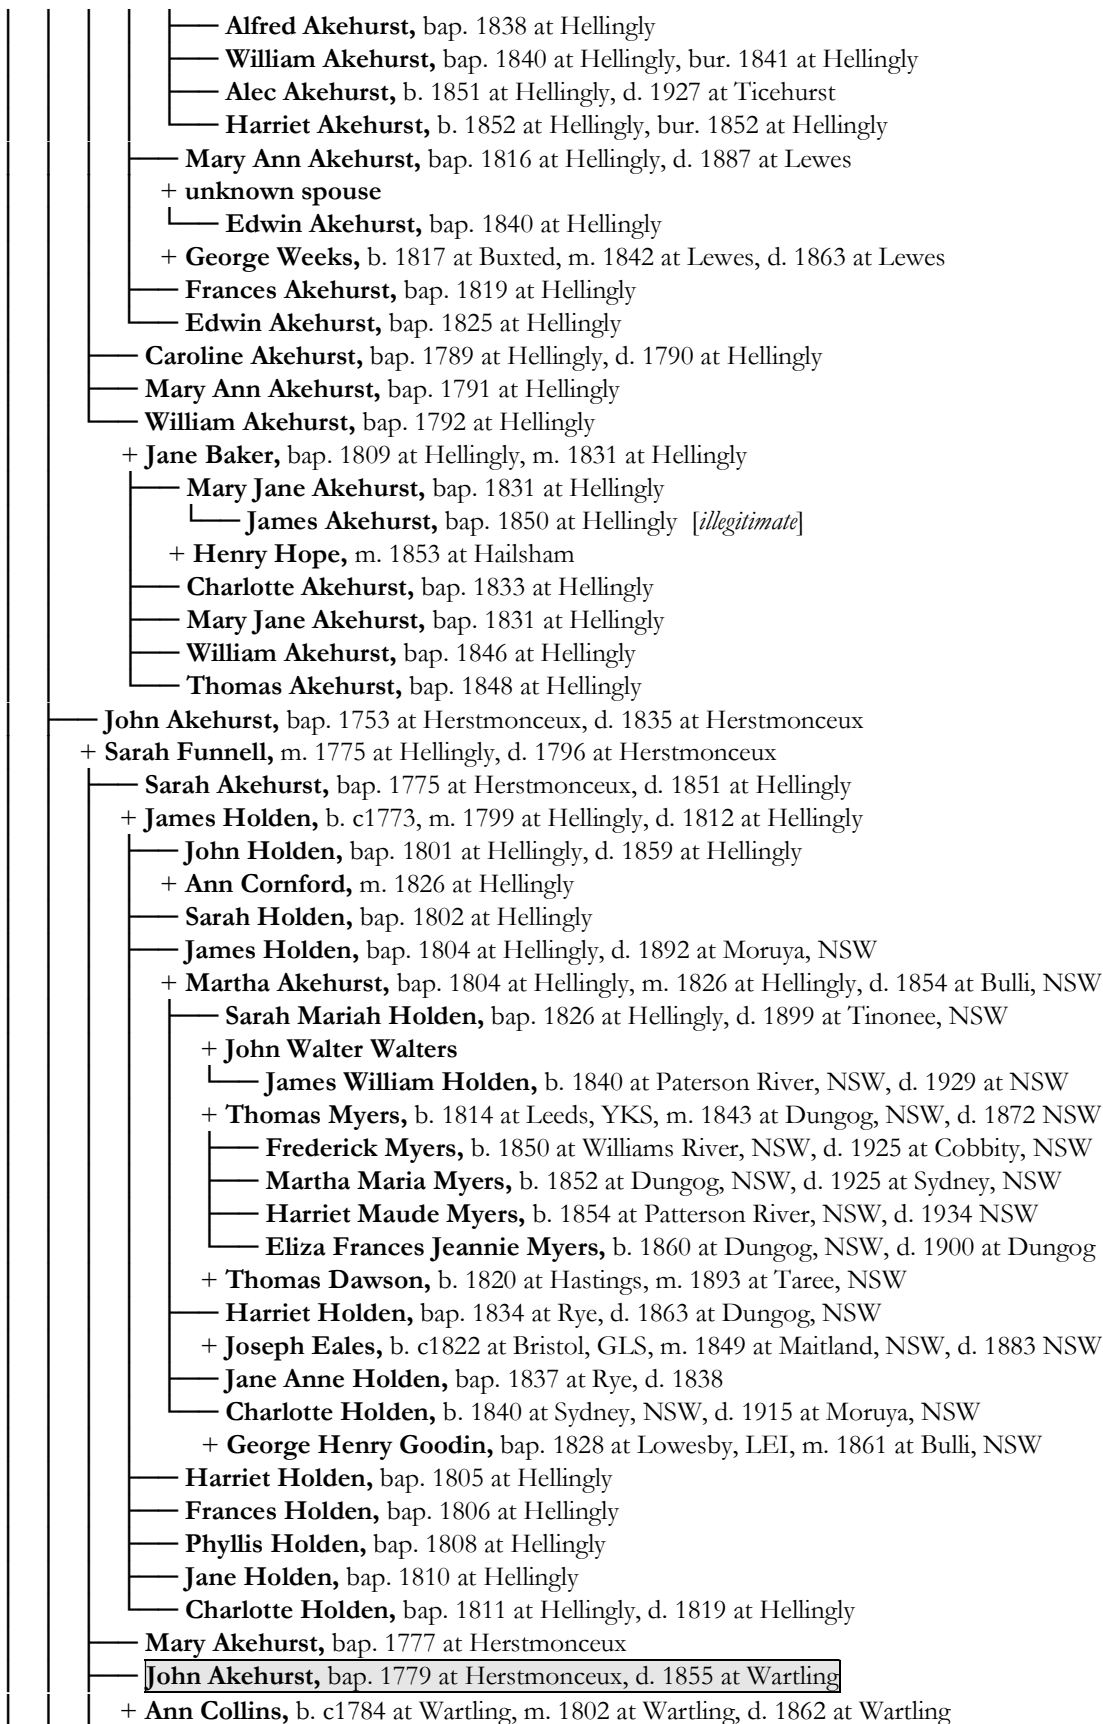 Alfred Akehurst, bap. 1838 at Hellingly
William Akehurst, bap. 1840 at Hellingly, bur. 1841 at Hellingly
Alec Akehurst, b. 1851 at Hellingly, d. 1927 at Ticehurst
Harriet Akehurst, b. 1852 at Hellingly, bur. 1852 at Hellingly
Mary Ann Akehurst, bap. 1816 at Hellingly, d. 1887 at Lewes
+ unknown spouse
Edwin Akehurst, bap. 1840 at Hellingly
+ George Weeks, b. 1817 at Buxted, m. 1842 at Lewes, d. 1863 at Lewes
Frances Akehurst, bap. 1819 at Hellingly
Edwin Akehurst, bap. 1825 at Hellingly
Caroline Akehurst, bap. 1789 at Hellingly, d. 1790 at Hellingly
Mary Ann Akehurst, bap. 1791 at Hellingly
William Akehurst, bap. 1792 at Hellingly
+ Jane Baker, bap. 1809 at Hellingly, m. 1831 at Hellingly
Mary Jane Akehurst, bap. 1831 at Hellingly
James Akehurst, bap. 1850 at Hellingly [illegitimate]
+ Henry Hope, m. 1853 at Hailsham
Charlotte Akehurst, bap. 1833 at Hellingly
Mary Jane Akehurst, bap. 1831 at Hellingly
William Akehurst, bap. 1846 at Hellingly
Thomas Akehurst, bap. 1848 at Hellingly
John Akehurst, bap. 1753 at Herstmonceux, d. 1835 at Herstmonceux
+ Sarah Funnell, m. 1775 at Hellingly, d. 1796 at Herstmonceux
Sarah Akehurst, bap. 1775 at Herstmonceux, d. 1851 at Hellingly
+ James Holden, b. c1773, m. 1799 at Hellingly, d. 1812 at Hellingly
John Holden, bap. 1801 at Hellingly, d. 1859 at Hellingly
+ Ann Cornford, m. 1826 at Hellingly
Sarah Holden, bap. 1802 at Hellingly
James Holden, bap. 1804 at Hellingly, d. 1892 at Moruya, NSW
+ Martha Akehurst, bap. 1804 at Hellingly, m. 1826 at Hellingly, d. 1854 at Bulli, NSW
Sarah Mariah Holden, bap. 1826 at Hellingly, d. 1899 at Tinonee, NSW
+ John Walter Walters
James William Holden, b. 1840 at Paterson River, NSW, d. 1929 at NSW
+ Thomas Myers, b. 1814 at Leeds, YKS, m. 1843 at Dungog, NSW, d. 1872 NSW
Frederick Myers, b. 1850 at Williams River, NSW, d. 1925 at Cobbity, NSW
Martha Maria Myers, b. 1852 at Dungog, NSW, d. 1925 at Sydney, NSW
Harriet Maude Myers, b. 1854 at Patterson River, NSW, d. 1934 NSW
Eliza Frances Jeannie Myers, b. 1860 at Dungog, NSW, d. 1900 at Dungog
+ Thomas Dawson, b. 1820 at Hastings, m. 1893 at Taree, NSW
Harriet Holden, bap. 1834 at Rye, d. 1863 at Dungog, NSW
+ Joseph Eales, b. c1822 at Bristol, GLS, m. 1849 at Maitland, NSW, d. 1883 NSW
Jane Anne Holden, bap. 1837 at Rye, d. 1838
Charlotte Holden, b. 1840 at Sydney, NSW, d. 1915 at Moruya, NSW
+ George Henry Goodin, bap. 1828 at Lowesby, LEI, m. 1861 at Bulli, NSW
Harriet Holden, bap. 1805 at Hellingly
Frances Holden, bap. 1806 at Hellingly
Phyllis Holden, bap. 1808 at Hellingly
Jane Holden, bap. 1810 at Hellingly
Charlotte Holden, bap. 1811 at Hellingly, d. 1819 at Hellingly
Mary Akehurst, bap. 1777 at Herstmonceux
John Akehurst, bap. 1779 at Herstmonceux, d. 1855 at Wartling
+ Ann Collins, b. c1784 at Wartling, m. 1802 at Wartling, d. 1862 at Wartling